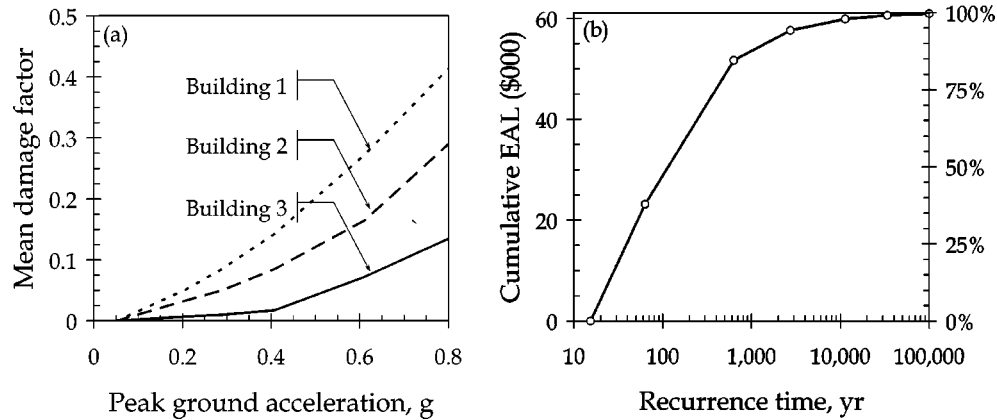 (a)
Mean damage factor
0.5
0.4
0.3
0.2
0.1
0
Building 1
Building 2
Building 3
0 0.2 0.4 0.6 0.8
Peak ground acceleration, g
(b)
Cumulative EAL ($000)
60
40
20
0
100%
75%
50%
25%
0%
10 100 1,000 10,000 100,000
Recurrence time, yr